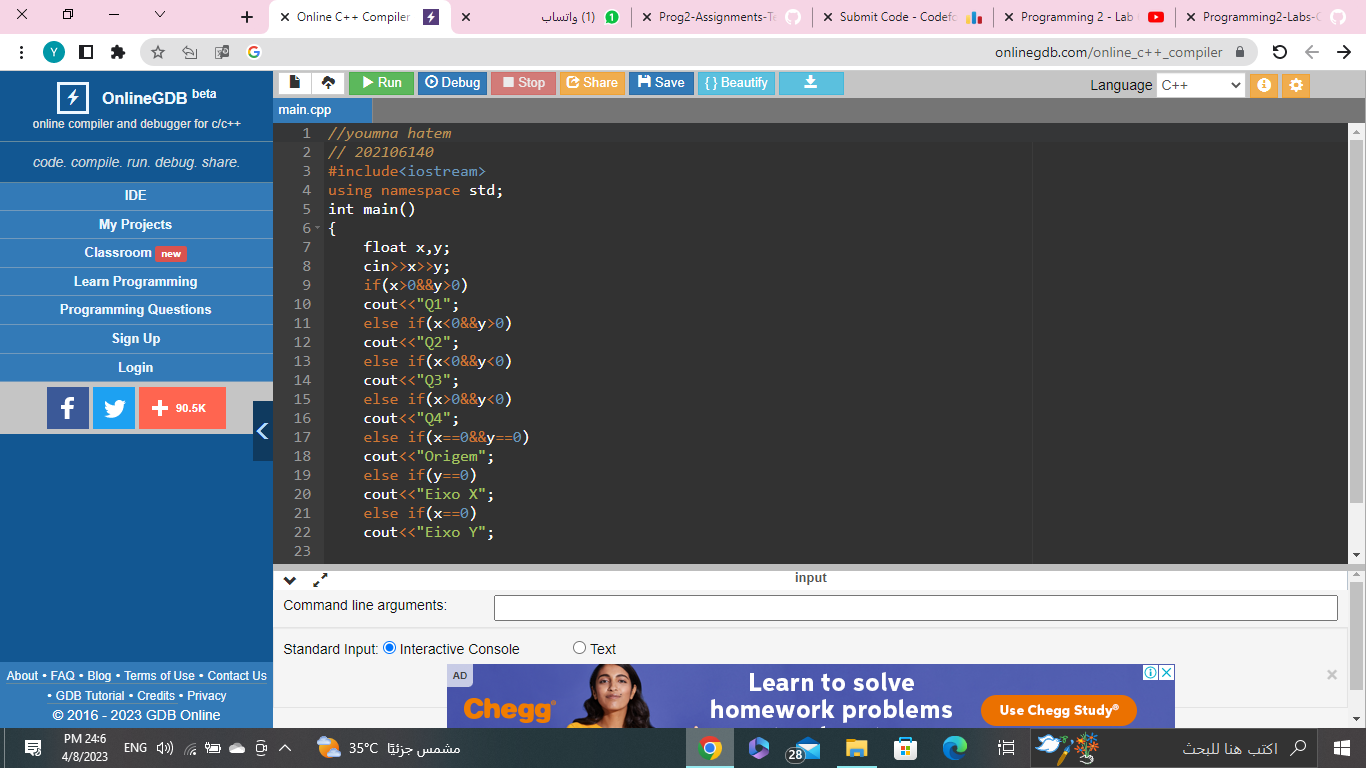 Online C++ Compiler
(1) واتساب
Prog2-Assignments-Te
Submit Code - Codefo
Programming 2 - Lab
Programming2-Labs-
Y
onlinegdb.com/online_c++_compiler
OnlineGDB beta
online compiler and debugger for c/c++
code. compile. run. debug. share.
IDE
My Projects
Classroom new
Learn Programming
Programming Questions
Sign Up
Login
f
+ 90.5K
About • FAQ • Blog • Terms of Use • Contact Us
• GDB Tutorial • Credits • Privacy
© 2016 - 2023 GDB Online
Run Debug Stop Share Save { } Beautify
Language C++
main.cpp
1 //youmna hatem
2 // 202106140
3 #include<iostream>
4 using namespace std;
5 int main()
6 {
7 float x,y;
8 cin>>x>>y;
9 if(x>0&&y>0)
10 cout<<"Q1";
11 else if(x<0&&y>0)
12 cout<<"Q2";
13 else if(x<0&&y<0)
14 cout<<"Q3";
15 else if(x>0&&y<0)
16 cout<<"Q4";
17 else if(x==0&&y==0)
18 cout<<"Origem";
19 else if(y==0)
20 cout<<"Eixo X";
21 else if(x==0)
22 cout<<"Eixo Y";
23
input
Command line arguments:
Standard Input: Interactive Console Text
AD
Chegg
Learn to solve
homework problems
Use Chegg Study®
PM 24:6
4/8/2023
ENG
35°C مشمس جزئيًا
28
اكتب هنا للبحث